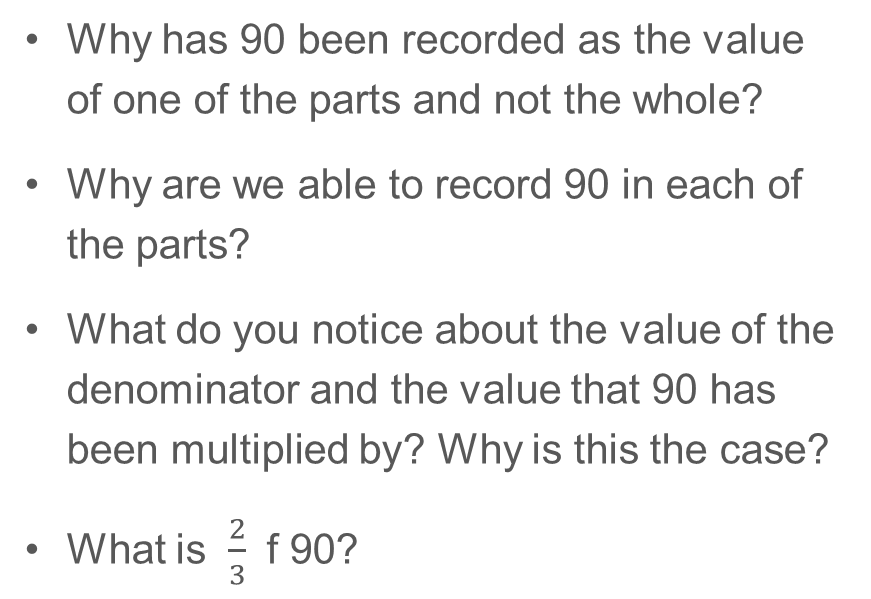 • Why has 90 been recorded as the value
of one of the parts and not the whole?
• Why are we able to record 90 in each of
the parts?
• What do you notice about the value of the
denominator and the value that 90 has
been multiplied by? Why is this the case?
• What is 2/3 f 90?